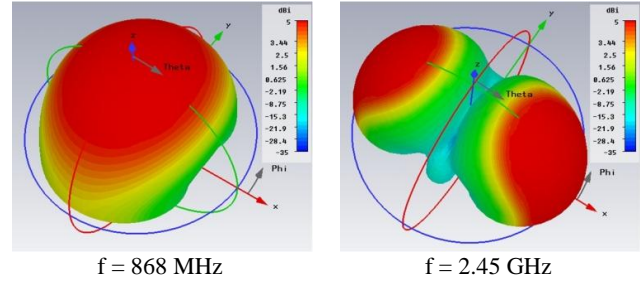 dBi
5
3.44
2.5
1.56
0.625
-2.19
-8.75
-15.3
-21.9
-28.4
-35
y
z
Theta
Phi
x
dBi
5
3.44
2.5
1.56
0.625
-2.19
-8.75
-15.3
-21.9
-28.4
-35
y
z
Theta
Phi
x
f = 868 MHz
f = 2.45 GHz